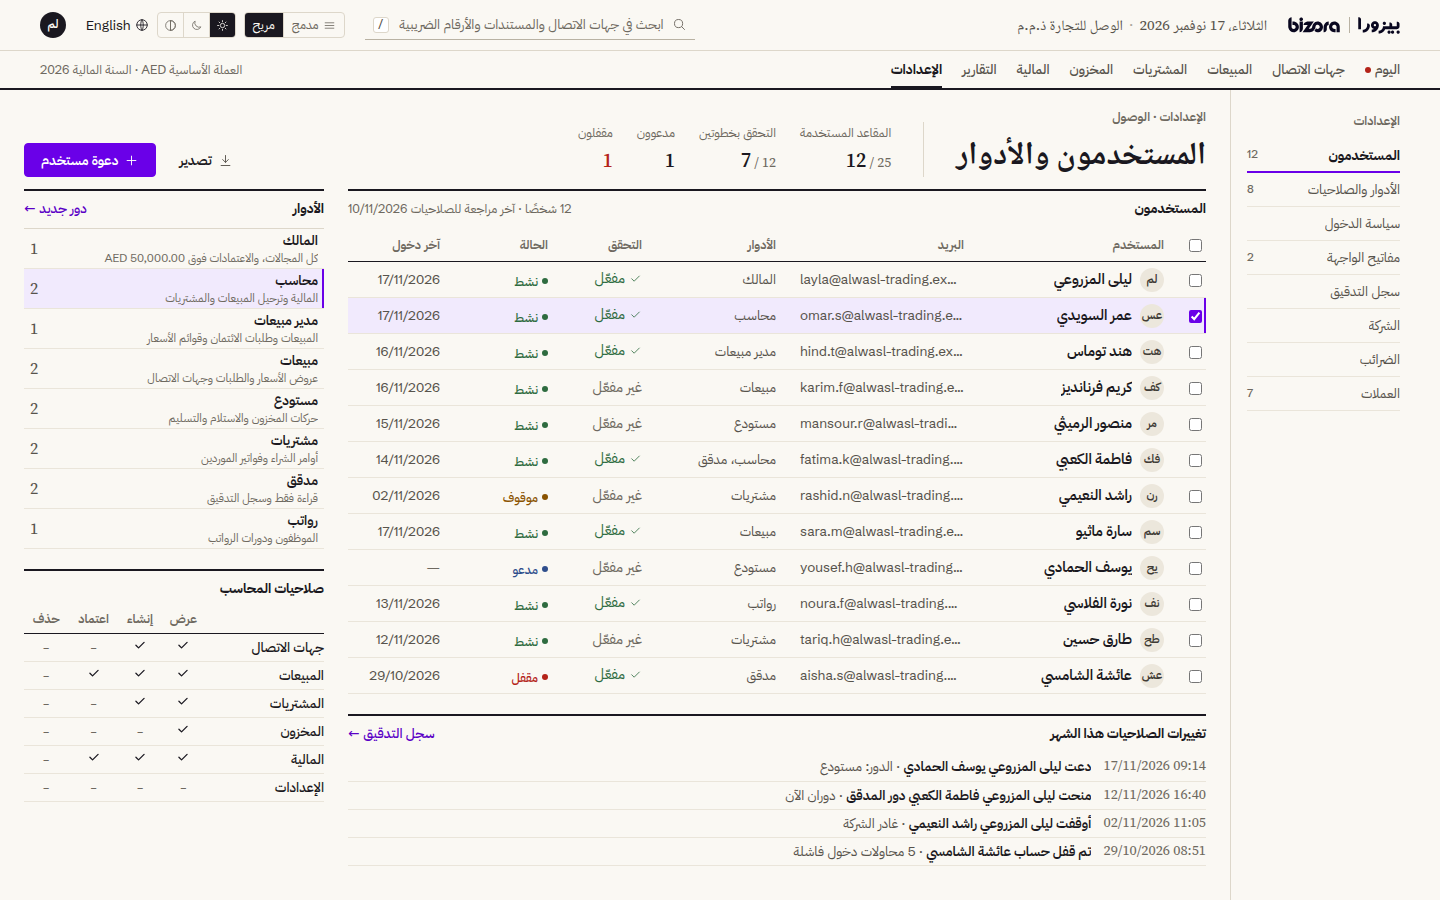 بيزورا | bizora
الثلاثاء، 17 نوفمبر 2026 · الوصل للتجارة ذ.م.م
ابحث في جهات الاتصال والمستندات والأرقام الضريبية /
مدمج مريح
English
لم
اليوم
جهات الاتصال
المبيعات
المشتريات
المخزون
المالية
التقارير
الإعدادات
العملة الأساسية AED · السنة المالية 2026
الإعدادات
المستخدمون 12
الأدوار والصلاحيات 8
سياسة الدخول
مفاتيح الواجهة 2
سجل التدقيق
الشركة
الضرائب
العملات 7
الإعدادات · الوصول
المستخدمون والأدوار
المقاعد المستخدمة 12 / 25
التحقق بخطوتين 7 / 12
مدعوون 1
مقفلون 1
تصدير
دعوة مستخدم
المستخدمون
12 شخصًا · آخر مراجعة للصلاحيات 10/11/2026
المستخدم البريد الأدوار التحقق الحالة آخر دخول
لم ليلى المزروعي layla@alwasl-trading.ex... المالك مفعّل نشط 17/11/2026
عس عمر السويدي omar.s@alwasl-trading.e... محاسب مفعّل نشط 17/11/2026
هت هند توماس hind.t@alwasl-trading.ex... مدير مبيعات مفعّل نشط 16/11/2026
كف كريم فرنانديز karim.f@alwasl-trading.e... مبيعات غير مفعّل نشط 16/11/2026
مر منصور الرميثي mansour.r@alwasl-tradi... مستودع غير مفعّل نشط 15/11/2026
فك فاطمة الكعبي fatima.k@alwasl-trading.... محاسب، مدقق مفعّل نشط 14/11/2026
رن راشد النعيمي rashid.n@alwasl-trading.... مشتريات غير مفعّل موقوف 02/11/2026
سم سارة ماثيو sara.m@alwasl-trading.e... مبيعات مفعّل نشط 17/11/2026
يح يوسف الحمادي yousef.h@alwasl-trading... مستودع غير مفعّل مدعو —
نف نورة الفلاسي noura.f@alwasl-trading.... رواتب مفعّل نشط 13/11/2026
طح طارق حسين tariq.h@alwasl-trading.e... مشتريات غير مفعّل نشط 12/11/2026
عش عائشة الشامسي aisha.s@alwasl-trading.... مدقق مفعّل مقفل 29/10/2026
تغييرات الصلاحيات هذا الشهر
سجل التدقيق ←
17/11/2026 09:14 دعت ليلى المزروعي يوسف الحمادي · الدور: مستودع
12/11/2026 16:40 منحت ليلى المزروعي فاطمة الكعبي دور المدقق · دوران الآن
02/11/2026 11:05 أوقفت ليلى المزروعي راشد النعيمي · غادر الشركة
29/10/2026 08:51 تم قفل حساب عائشة الشامسي · 5 محاولات دخول فاشلة
الأدوار
دور جديد ←
المالك 1
كل المجالات، والاعتمادات فوق AED 50,000.00
محاسب 2
المالية وترحيل المبيعات والمشتريات
مدير مبيعات 1
المبيعات وطلبات الائتمان وقوائم الأسعار
مبيعات 2
عروض الأسعار والطلبات وجهات الاتصال
مستودع 2
حركات المخزون والاستلام والتسليم
مشتريات 2
أوامر الشراء وفواتير الموردين
مدقق 2
قراءة فقط وسجل التدقيق
رواتب 1
الموظفون ودورات الرواتب
صلاحيات المحاسب
عرض إنشاء اعتماد حذف
جهات الاتصال ✓ ✓ – –
المبيعات ✓ ✓ ✓ –
المشتريات ✓ ✓ – –
المخزون ✓ – – –
المالية ✓ ✓ ✓ –
الإعدادات – – – –